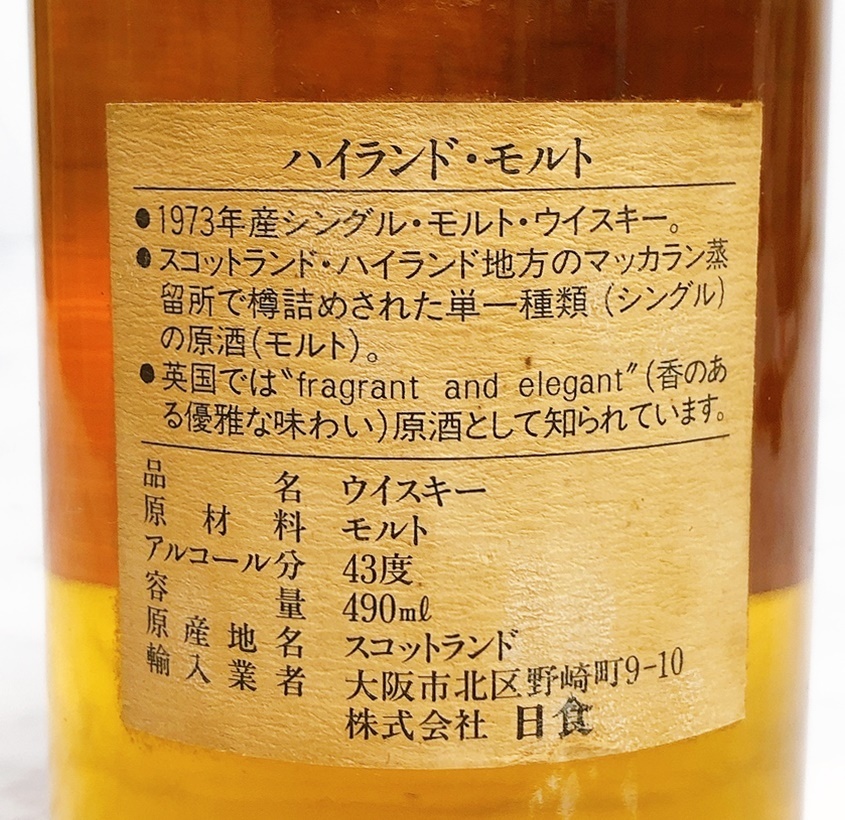 ハイランド・モルト
●1973年産シングル・モルト・ウイスキー。
●スコットランド・ハイランド地方のマッカラン蒸
留所で樽詰めされた単一種類（シングル）
の原酒（モルト）。
●英国では〝fragrant and elegant〟（香のあ
る優雅な味わい）原酒として知られています。
品名 ウイスキー
原材料 モルト
アルコール分 43度
容量 490㎖
原産地名 スコットランド
輸入業者 大阪市北区野崎町9-10
株式会社 日食